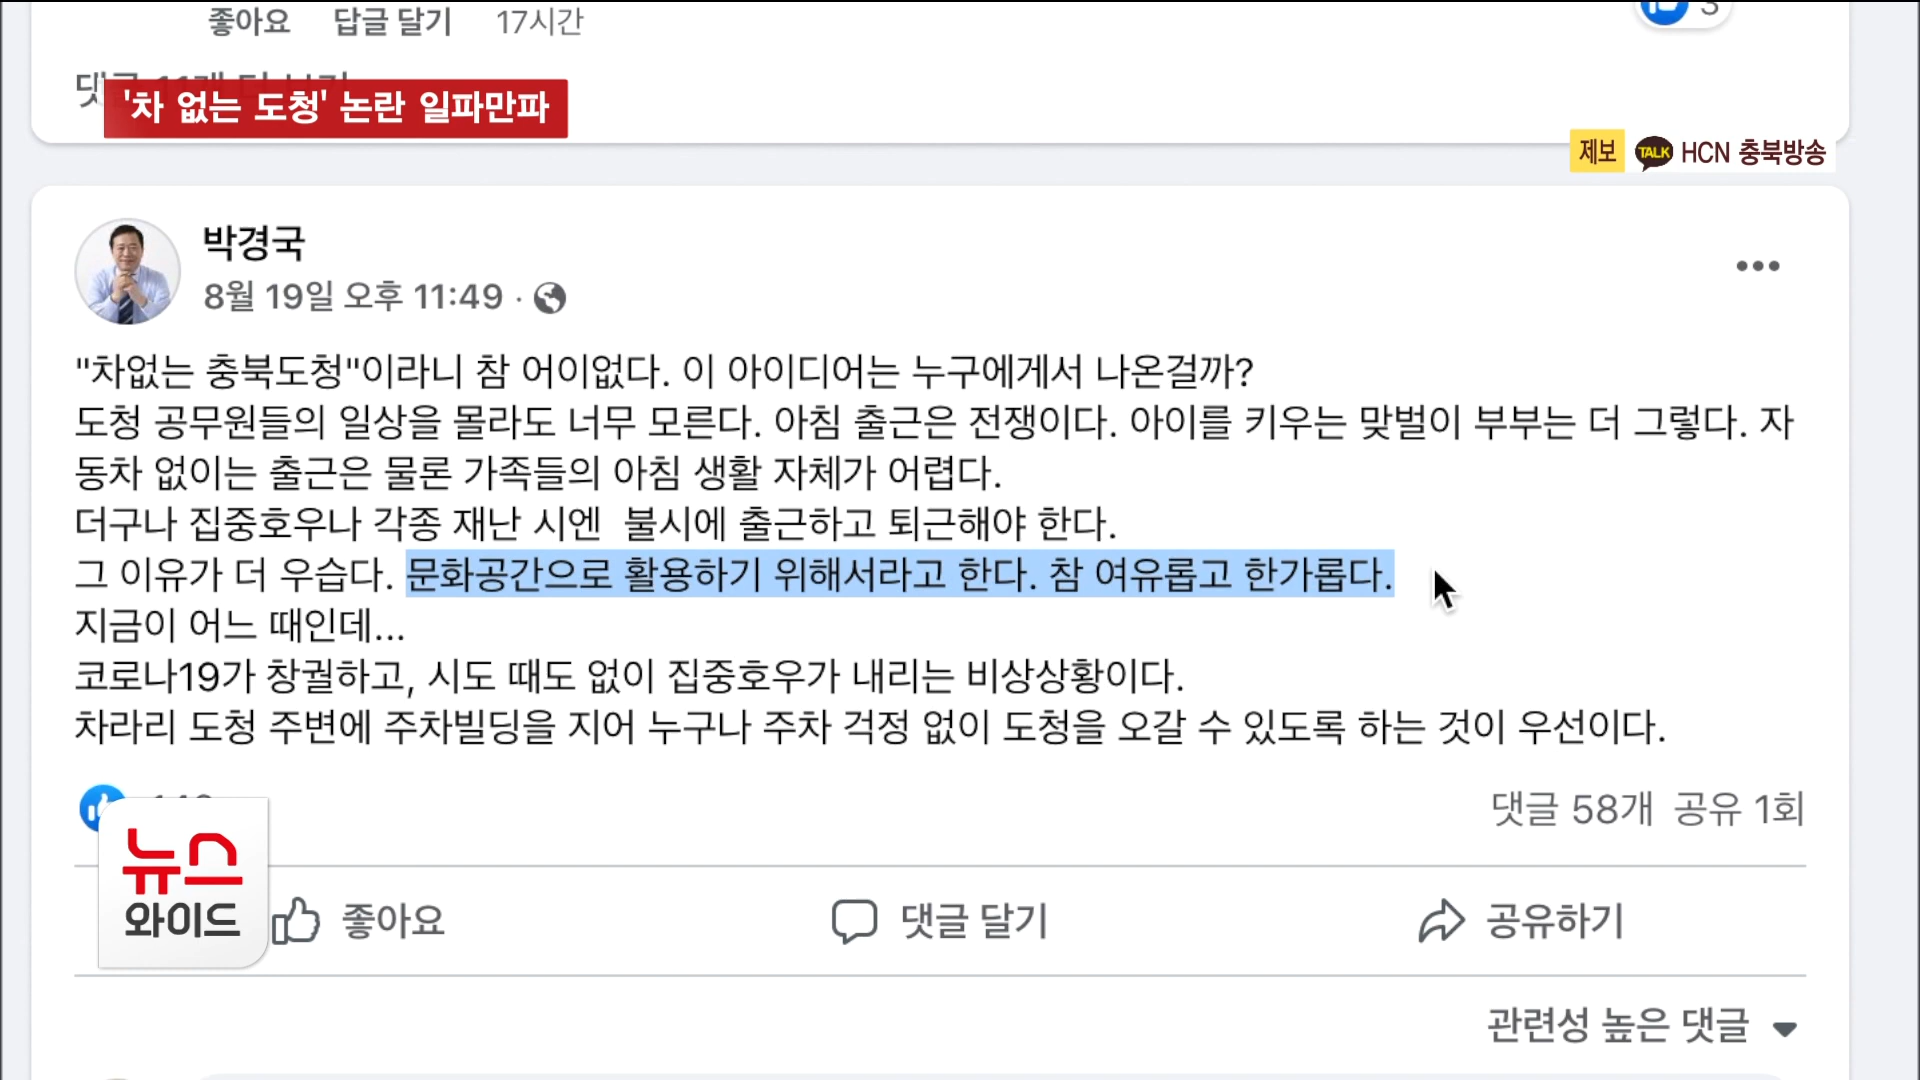 좋아요 답글 달기 17시간 3
'차 없는 도청' 논란 일파만파
제보 TALK HCN 충북방송
박경국
8월 19일 오후 11:49 ·
"차없는 충북도청"이라니 참 어이없다. 이 아이디어는 누구에게서 나온걸까?
도청 공무원들의 일상을 몰라도 너무 모른다. 아침 출근은 전쟁이다. 아이를 키우는 맞벌이 부부는 더 그렇다. 자
동차 없이는 출근은 물론 가족들의 아침 생활 자체가 어렵다.
더구나 집중호우나 각종 재난 시엔 불시에 출근하고 퇴근해야 한다.
그 이유가 더 우습다. 문화공간으로 활용하기 위해서라고 한다. 참 여유롭고 한가롭다.
지금이 어느 때인데...
코로나19가 창궐하고, 시도 때도 없이 집중호우가 내리는 비상상황이다.
차라리 도청 주변에 주차빌딩을 지어 누구나 주차 걱정 없이 도청을 오갈 수 있도록 하는 것이 우선이다.
댓글 58개 공유 1회
뉴스
와이드
좋아요 댓글 달기 공유하기
관련성 높은 댓글